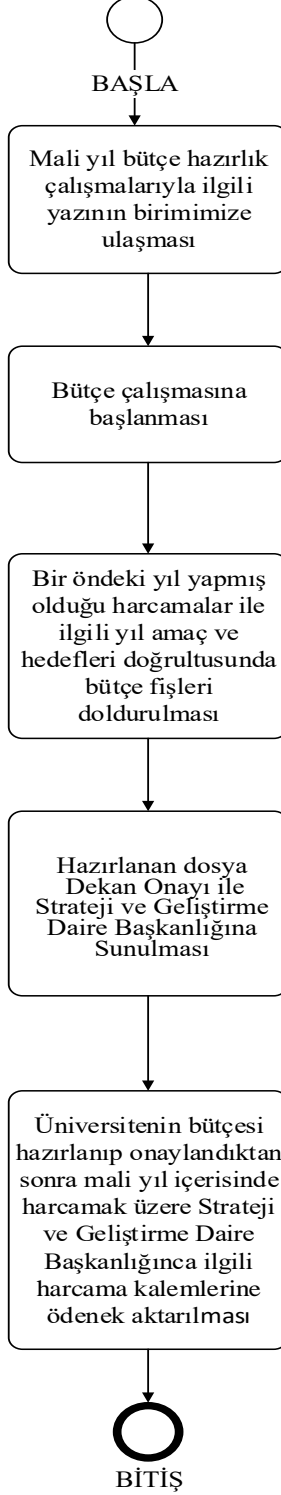 BAŞLA
Mali yıl bütçe hazırlık
çalışmalarıyla ilgili
yazının birimimize
ulaşması
Bütçe çalışmasına
başlanması
Bir öndeki yıl yapmış
olduğu harcamalar ile
ilgili yıl amaç ve
hedefleri doğrultusunda
bütçe fişleri
doldurulması
Hazırlanan dosya
Dekan Onayı ile
Strateji ve Geliştirme
Daire Başkanlığına
Sunulması
Üniversitenin bütçesi
hazırlanıp onaylandıktan
sonra mali yıl içerisinde
harcamak üzere Strateji
ve Geliştirme Daire
Başkanlığınca ilgili
harcama kalemlerine
ödenek aktarılması
BİTİŞ